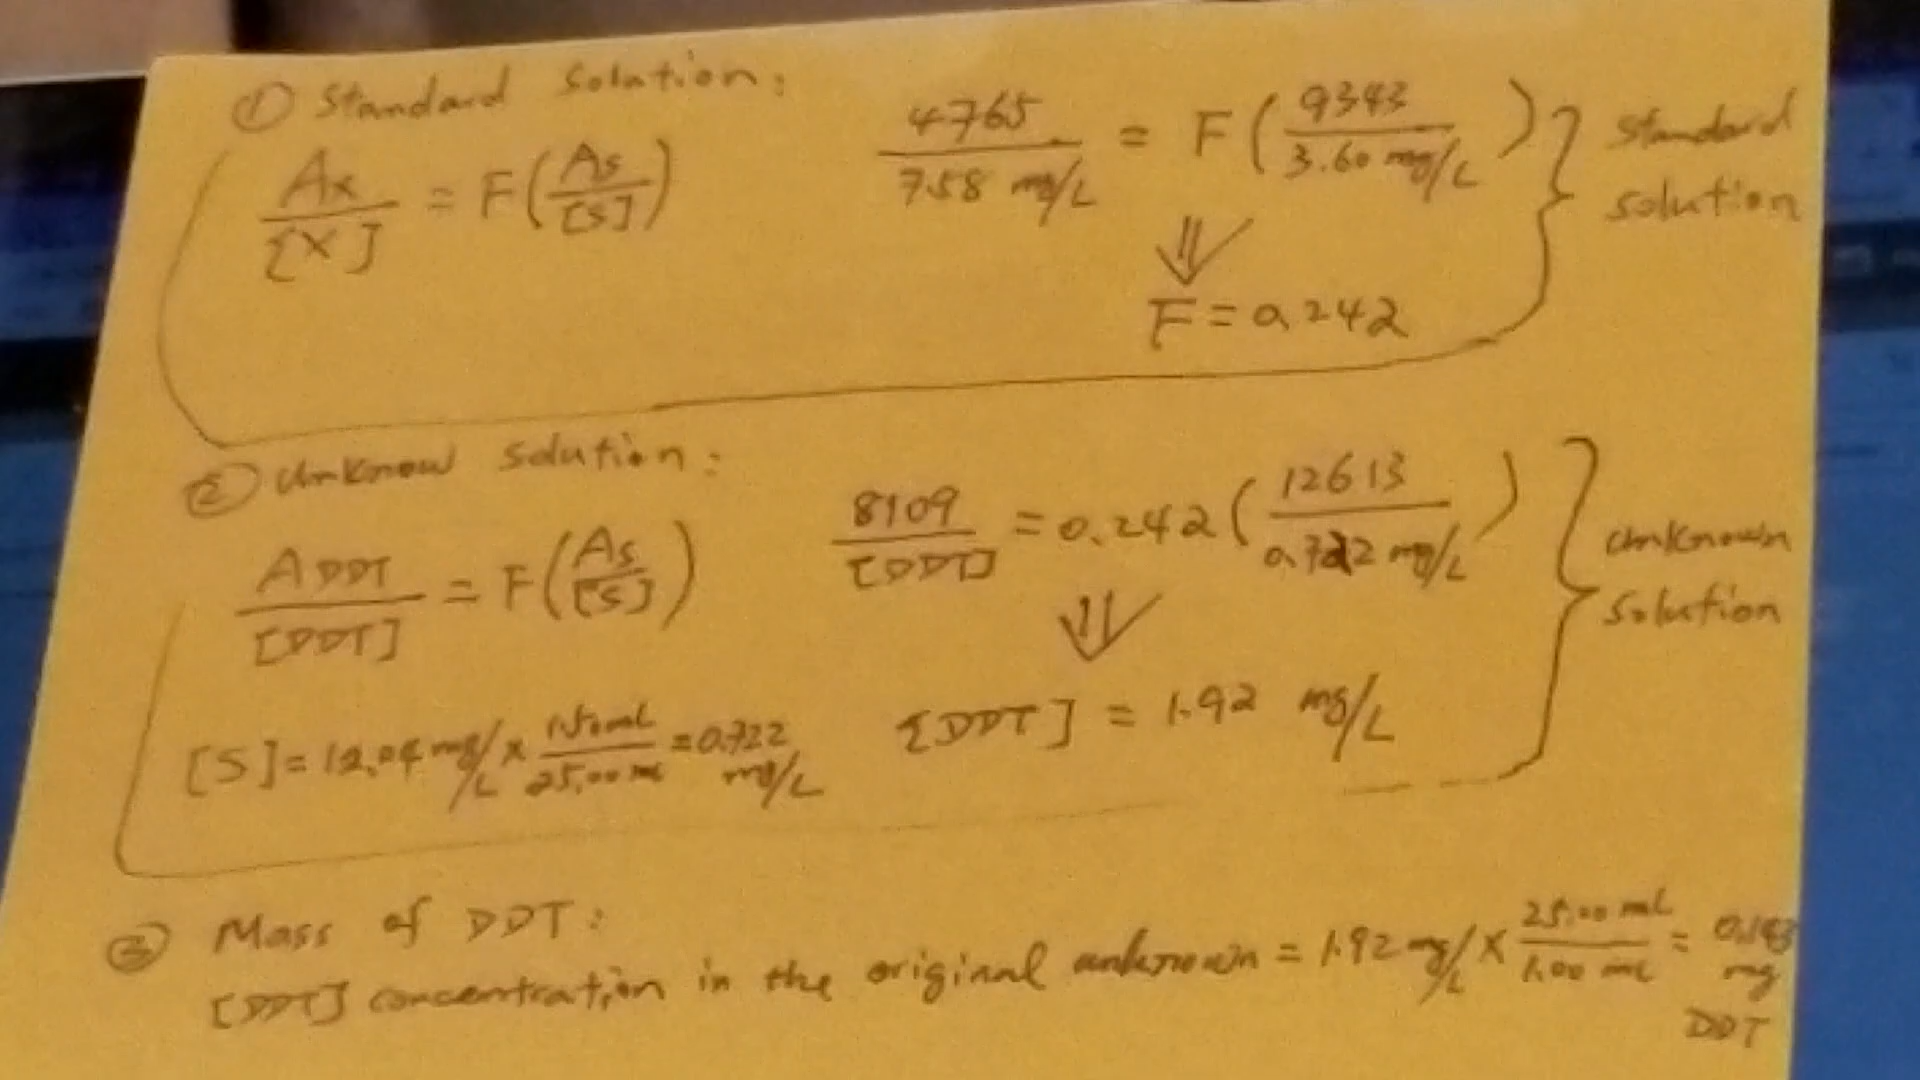 ① Standard Solution:
Ax/[X] = F(As/[S])
4765/7.58 mg/L = F(9343/3.60 mg/L) } Standard solution
⇓
F = 0.242
② Unknow solution:
ADDT/[DDT] = F(As/[S])
8109/[DDT] = 0.242(12613/0.722 mg/L) } unknown solution
⇓
[S] = 12.04 mg/L × 1.50 mL/25.00 mL = 0.722 mg/L
[DDT] = 1.92 mg/L
③ Mass of DDT:
[DDT] concentration in the original unknown = 1.92 mg/L × 25.00 mL/1.00 mL = mg DDT